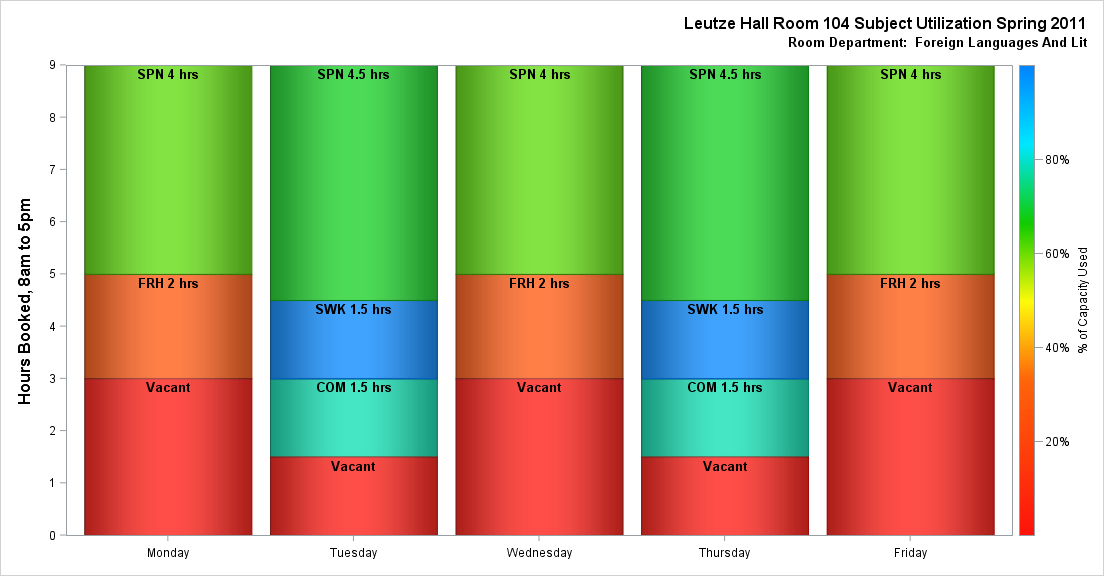 Leutze Hall Room 104 Subject Utilization Spring 2011
Room Department: Foreign Languages And Lit
Hours Booked, 8am to 5pm
9
8
7
6
5
4
3
2
1
0
SPN 4 hrs
FRH 2 hrs
Vacant
SPN 4.5 hrs
SWK 1.5 hrs
COM 1.5 hrs
Vacant
SPN 4 hrs
FRH 2 hrs
Vacant
SPN 4.5 hrs
SWK 1.5 hrs
COM 1.5 hrs
Vacant
SPN 4 hrs
FRH 2 hrs
Vacant
Monday
Tuesday
Wednesday
Thursday
Friday
80%
60%
40%
20%
% of Capacity Used